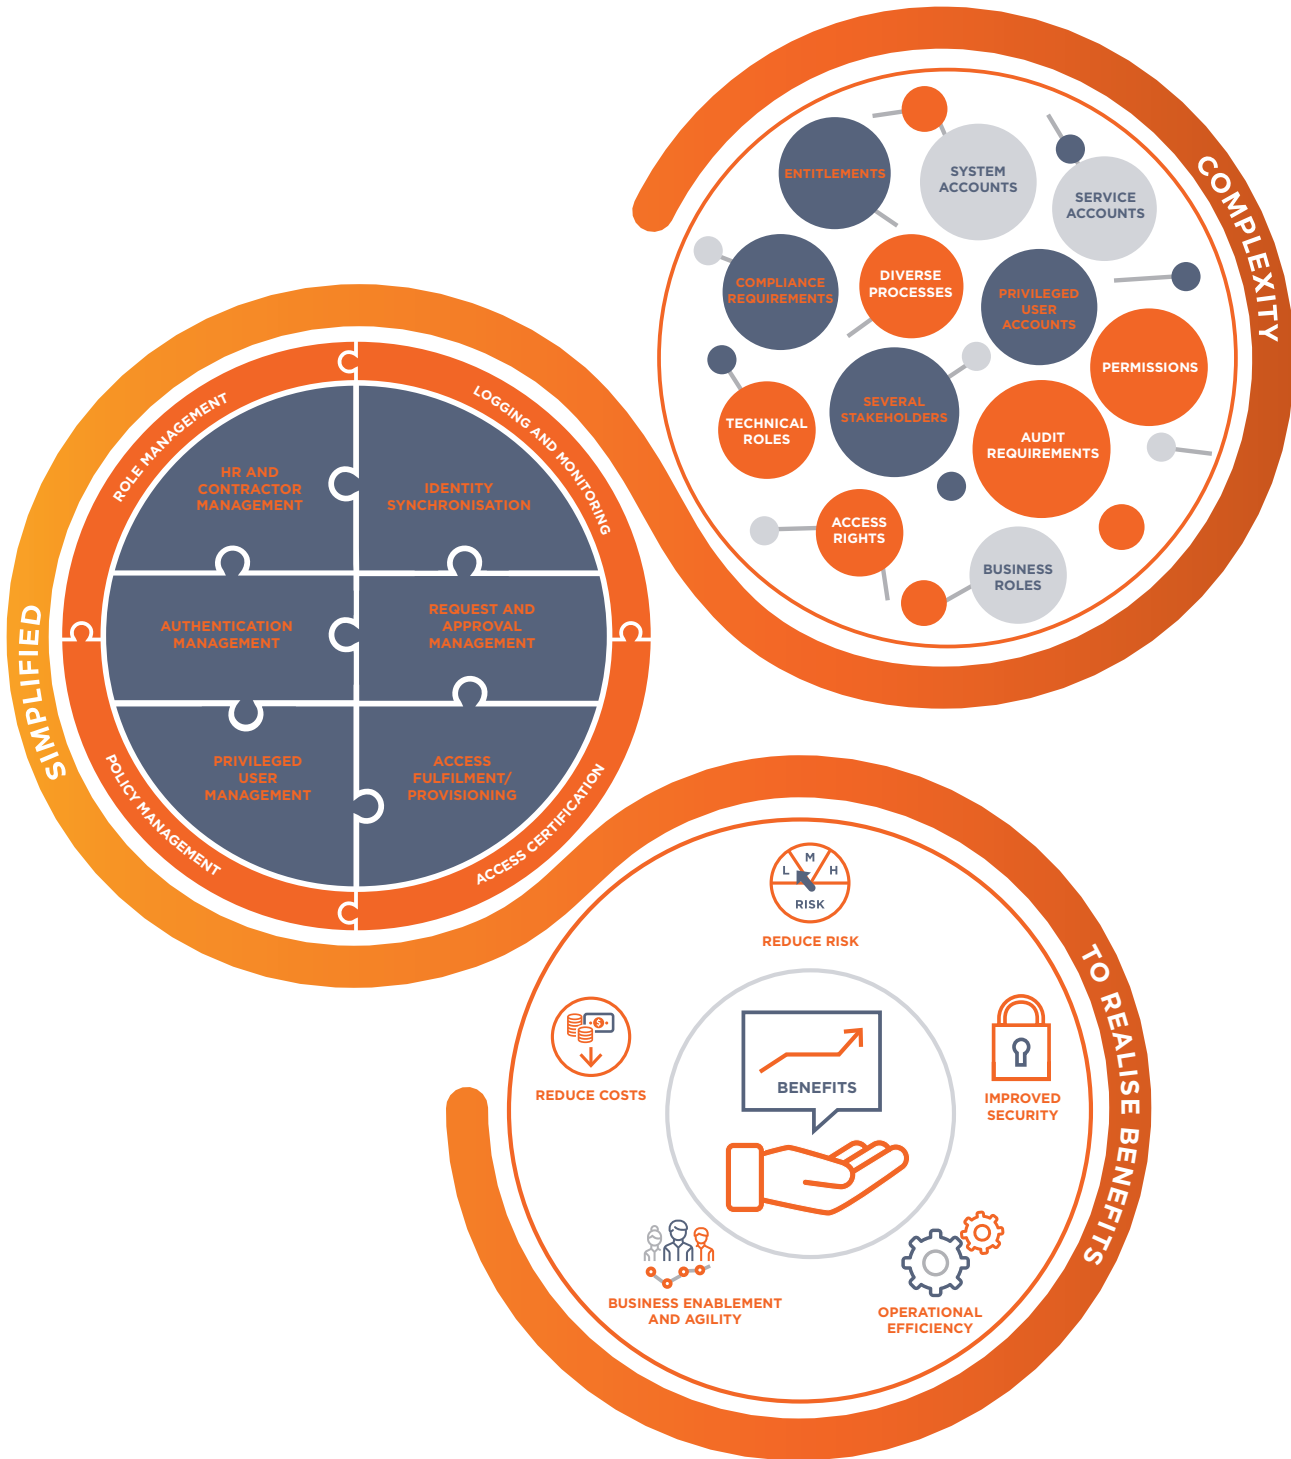 COMPLEXITY
ENTITLEMENTS
SYSTEM
ACCOUNTS
SERVICE
ACCOUNTS
COMPLIANCE
REQUIREMENTS
DIVERSE
PROCESSES
PRIVILEGED
USER
ACCOUNTS
PERMISSIONS
TECHNICAL
ROLES
SEVERAL
STAKEHOLDERS
AUDIT
REQUIREMENTS
ACCESS
RIGHTS
BUSINESS
ROLES
SIMPLIFIED
ROLE MANAGEMENT
LOGGING AND MONITORING
HR AND
CONTRACTOR
MANAGEMENT
IDENTITY
SYNCHRONISATION
AUTHENTICATION
MANAGEMENT
REQUEST AND
APPROVAL
MANAGEMENT
PRIVILEGED
USER
MANAGEMENT
ACCESS
FULFILMENT/
PROVISIONING
POLICY MANAGEMENT
ACCESS CERTIFICATION
TO REALISE BENEFITS
L M H
RISK
REDUCE RISK
$
REDUCE COSTS
BENEFITS
IMPROVED
SECURITY
BUSINESS ENABLEMENT
AND AGILITY
OPERATIONAL
EFFICIENCY